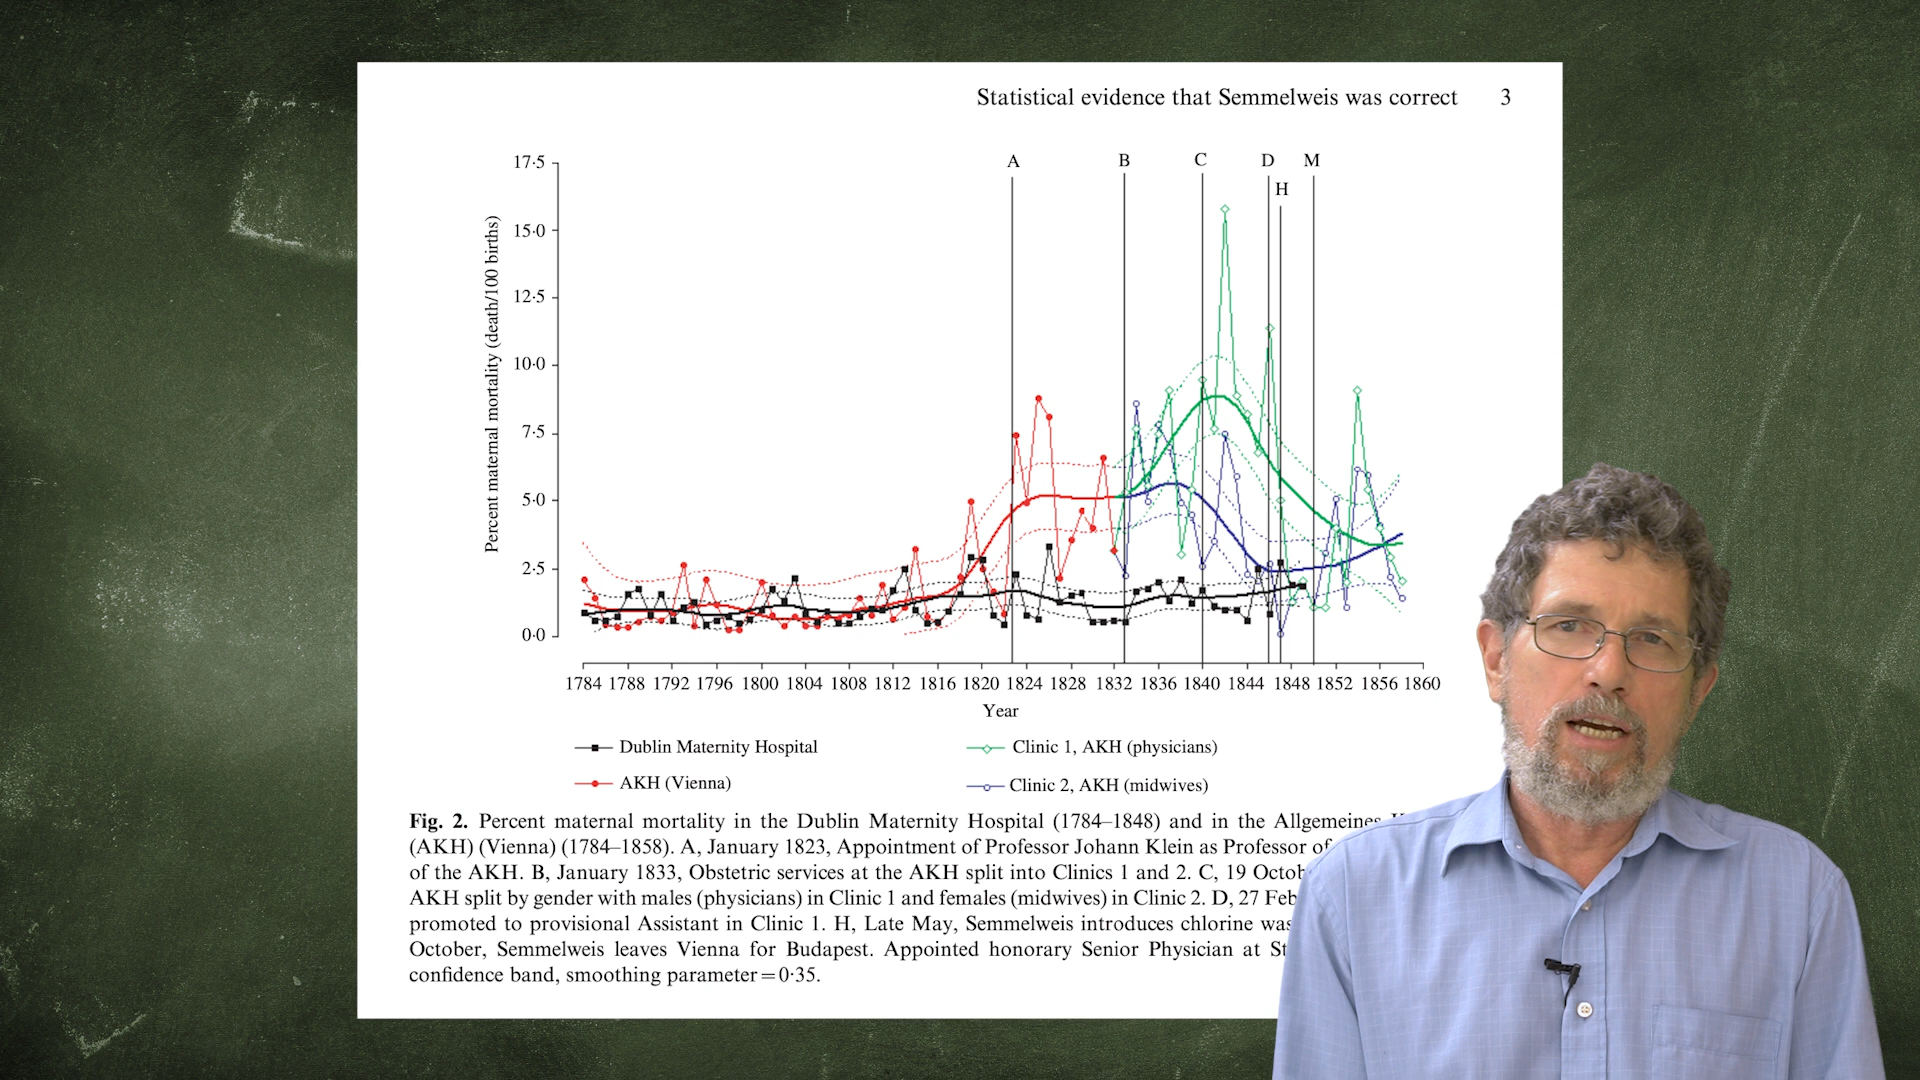 Statistical evidence that Semmelweis was correct 3
A B C D M
H
17·5
15·0
12·5
10·0
7·5
5·0
2·5
0·0
Percent maternal mortality (death/100 births)
1784 1788 1792 1796 1800 1804 1808 1812 1816 1820 1824 1828 1832 1836 1840 1844 1848 1852 1856 1860
Year
Dublin Maternity Hospital
Clinic 1, AKH (physicians)
AKH (Vienna)
Clinic 2, AKH (midwives)
Fig. 2. Percent maternal mortality in the Dublin Maternity Hospital (1784–1848) and in the Allgemeines
(AKH) (Vienna) (1784–1858). A, January 1823, Appointment of Professor Johann Klein as Professor of
of the AKH. B, January 1833, Obstetric services at the AKH split into Clinics 1 and 2. C, 19
AKH split by gender with males (physicians) in Clinic 1 and females (midwives) in Clinic 2. D, 27
promoted to provisional Assistant in Clinic 1. H, Late May, Semmelweis introduces chlorine
October, Semmelweis leaves Vienna for Budapest. Appointed honorary Senior Physician at
confidence band, smoothing parameter = 0·35.